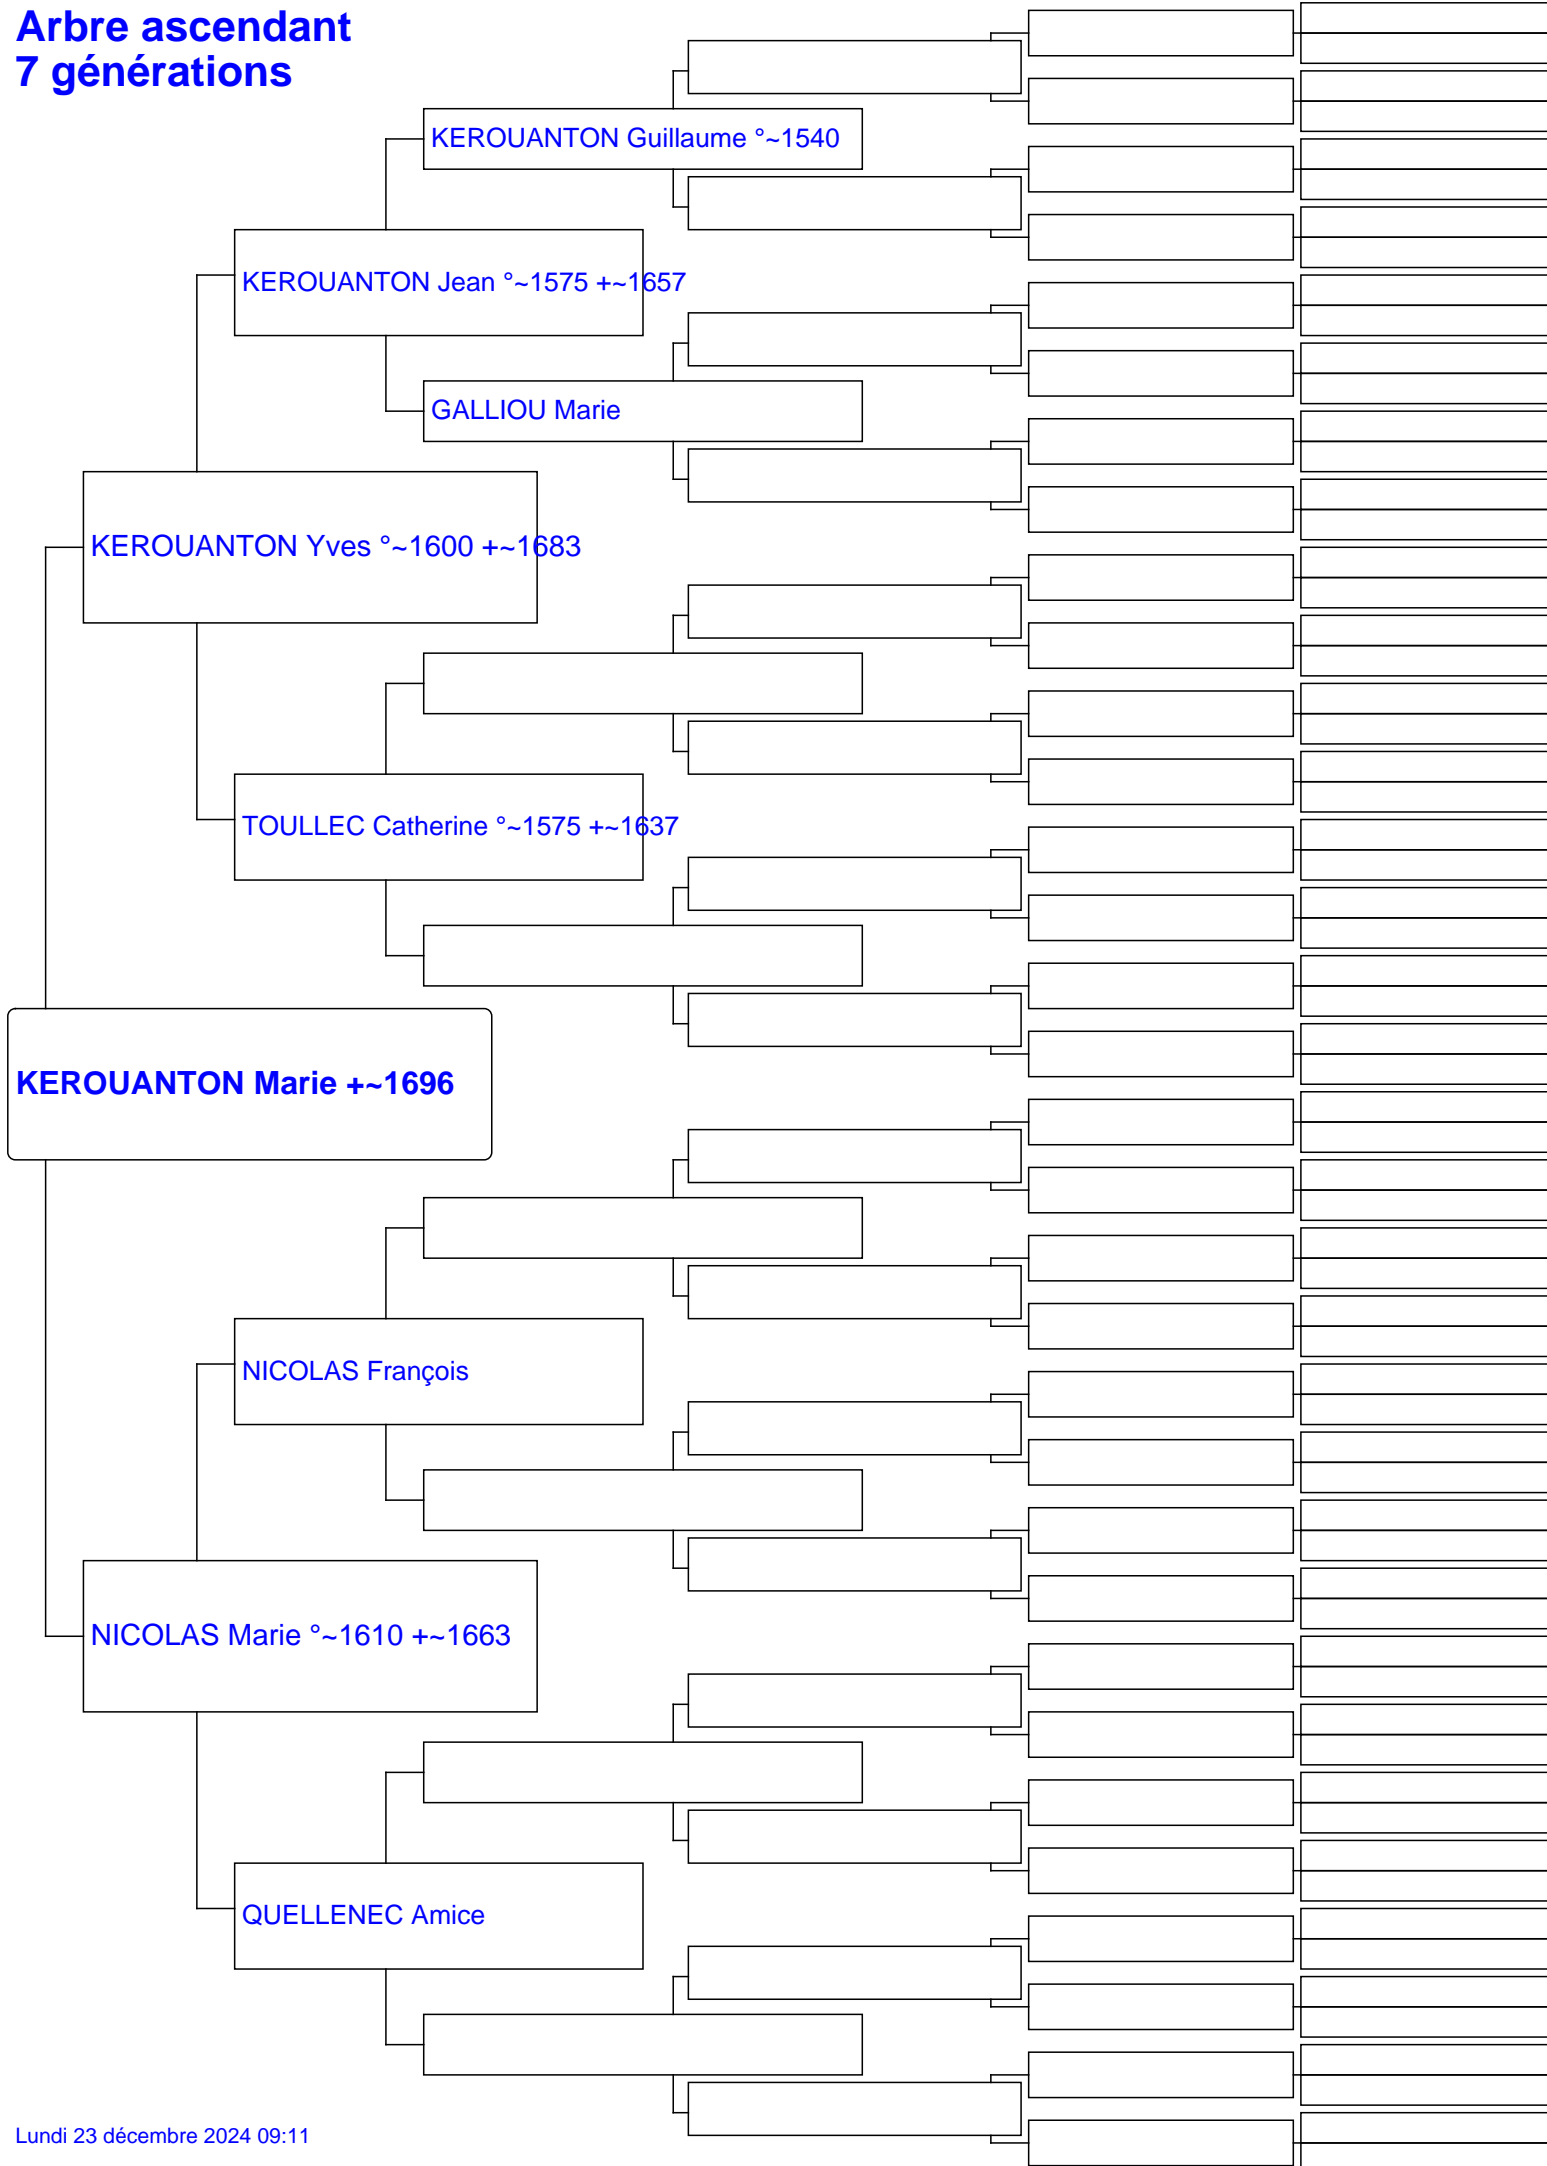 Arbre ascendant
7 générations
KEROUANTON Guillaume °~1540
KEROUANTON Jean °~1575 +~1657
GALLIOU Marie
KEROUANTON Yves °~1600 +~1683
TOULLEC Catherine °~1575 +~1637
KEROUANTON Marie +~1696
NICOLAS François
NICOLAS Marie °~1610 +~1663
QUELLENEC Amice
Lundi 23 décembre 2024 09:11